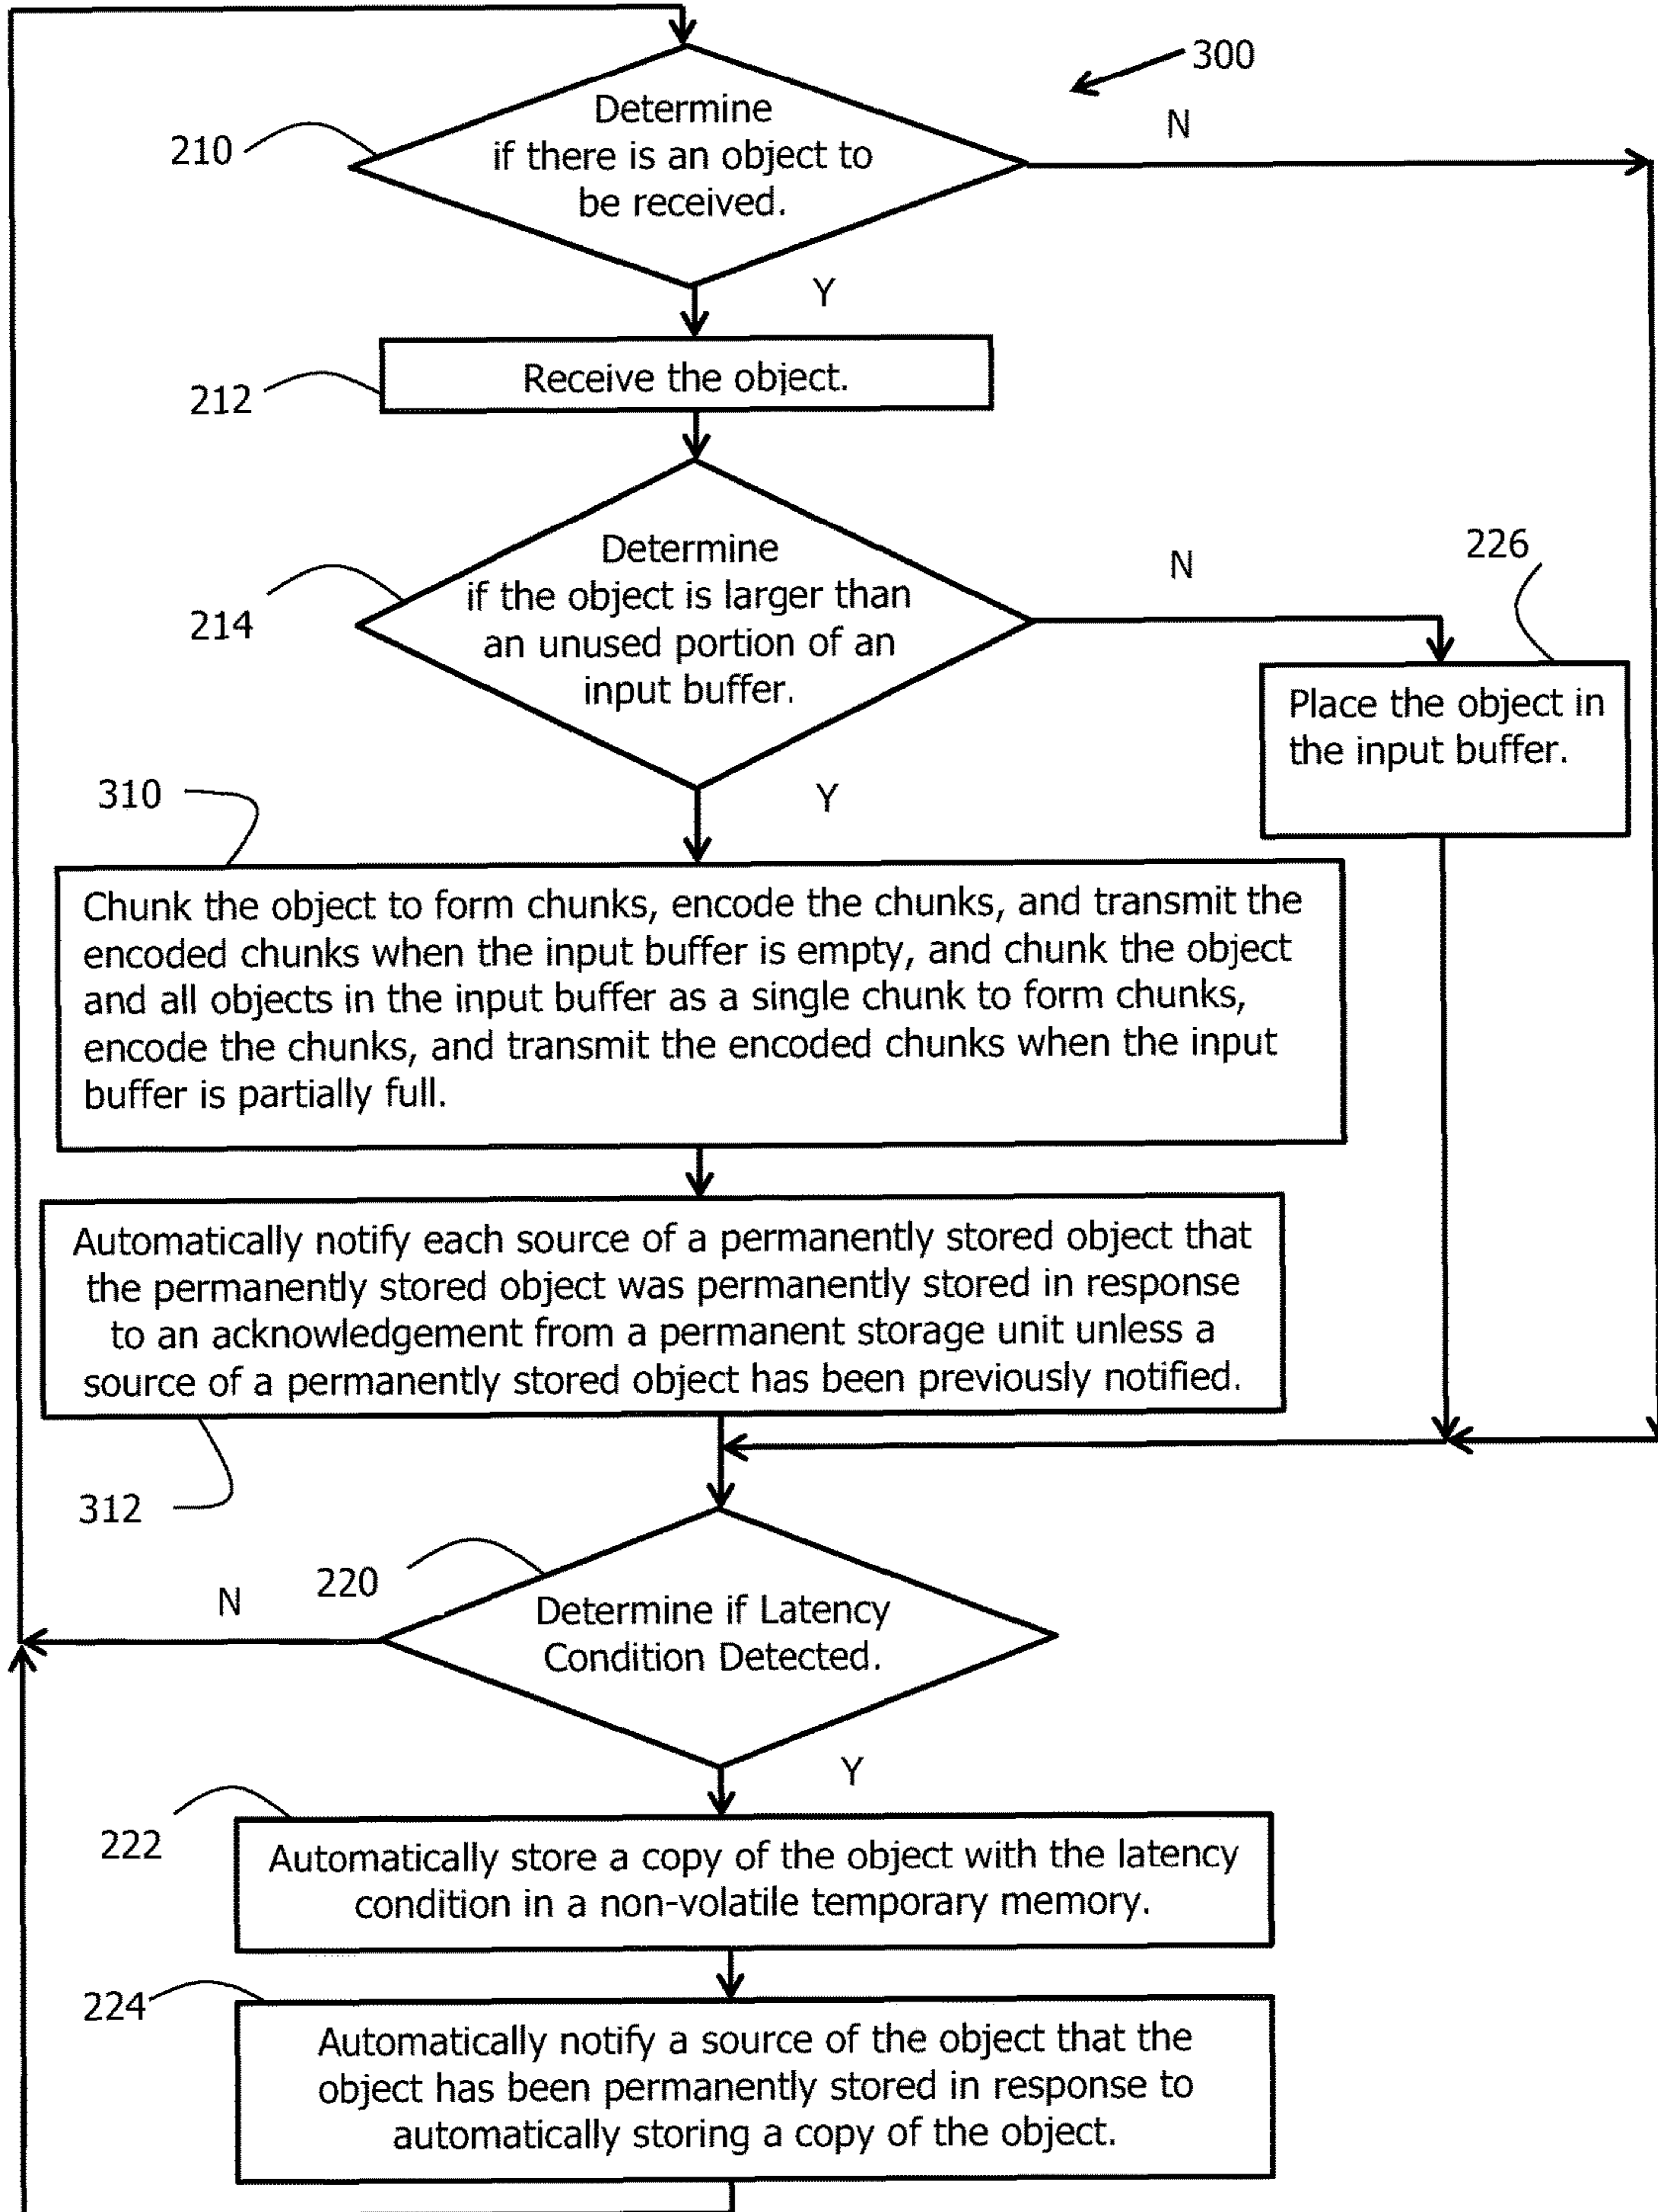 300
Determine
if there is an object to
be received.
210
N
Y
Receive the object.
212
Determine
if the object is larger than
an unused portion of an
input buffer.
214
N
226
Place the object in
the input buffer.
Y
310
Chunk the object to form chunks, encode the chunks, and transmit the
encoded chunks when the input buffer is empty, and chunk the object
and all objects in the input buffer as a single chunk to form chunks,
encode the chunks, and transmit the encoded chunks when the input
buffer is partially full.
Automatically notify each source of a permanently stored object that
the permanently stored object was permanently stored in response
to an acknowledgement from a permanent storage unit unless a
source of a permanently stored object has been previously notified.
312
220
N
Determine if Latency
Condition Detected.
Y
222
Automatically store a copy of the object with the latency
condition in a non-volatile temporary memory.
224
Automatically notify a source of the object that the
object has been permanently stored in response to
automatically storing a copy of the object.